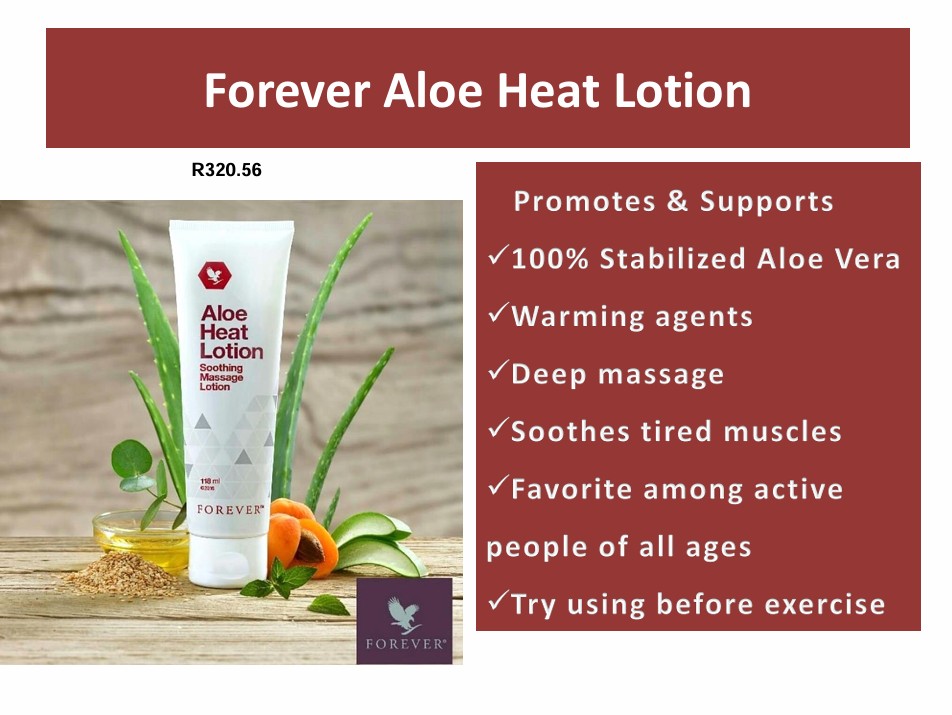 Forever Aloe Heat Lotion
R320.56
Aloe
Heat
Lotion
Soothing
Massage
Lotion
118 ml
FOREVER™
FOREVER®
Promotes & Supports
✓100% Stabilized Aloe Vera
✓Warming agents
✓Deep massage
✓Soothes tired muscles
✓Favorite among active
people of all ages
✓Try using before exercise